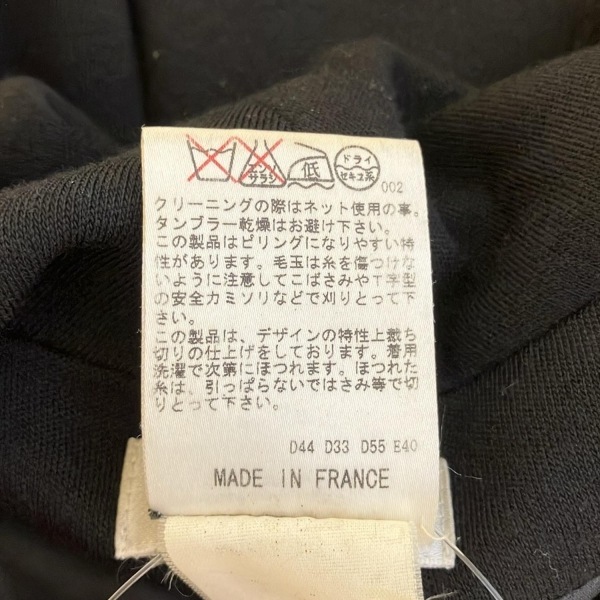 エンソ
サラシ
低
ドライ
セキユ系
002
クリーニングの際はネット使用の事。
タンブラー乾燥はお避け下さい。
この製品はピリングになりやすい特
性があります。毛玉は糸を傷つけな
いように注意してこばさみやT字型
の安全カミソリなどで刈りとって下
さい。
この製品は、デザインの特性上裁ち
切りの仕上げをしております。着用
洗濯で次第にほつれます。ほつれた
糸は、引っぱらないではさみ等で切
りとって下さい。
D44 D33 D55 E40
MADE IN FRANCE